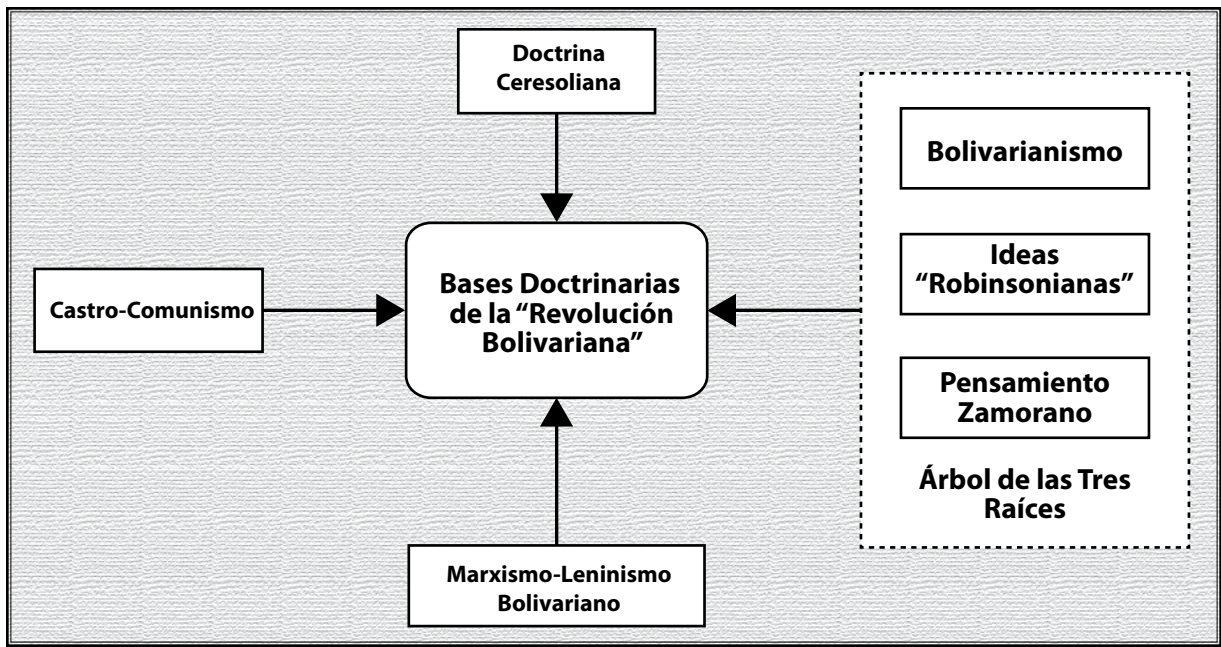 Doctrina
Ceresoliana
Bolivarianismo
Ideas
“Robinsonianas”
Castro-Comunismo
Bases Doctrinarias
de la “Revolución
Bolivariana”
Pensamiento
Zamorano
Árbol de las Tres
Raíces
Marxismo-Leninismo
Bolivariano